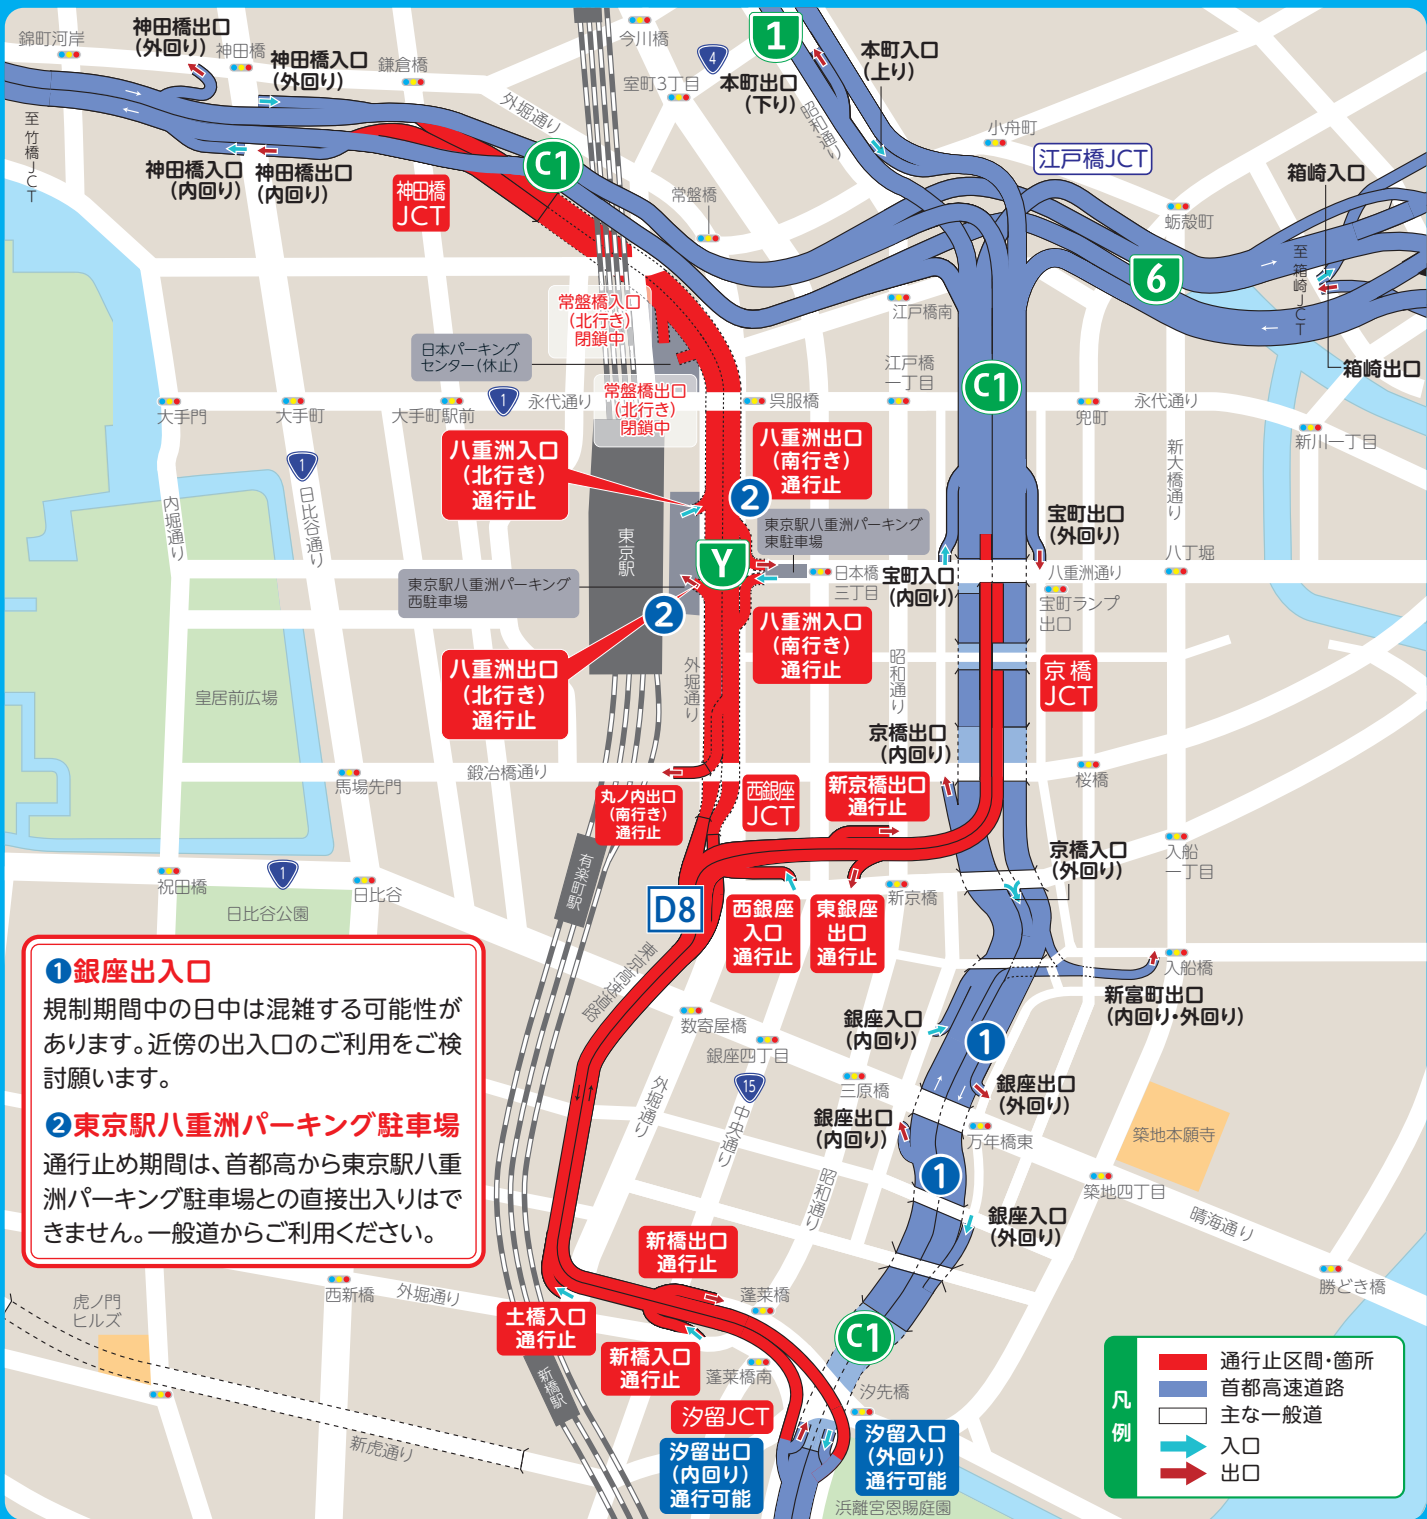 神田橋出口
(外回り)
錦町河岸
神田橋
神田橋入口
(外回り)
鎌倉橋
今川橋
4
室町3丁目
1
本町出口
(下り)
本町入口
(上り)
外堀通り
昭和通り
小舟町
江戸橋JCT
箱崎入口
至竹橋JCT
神田橋入口
(内回り)
神田橋出口
(内回り)
C1
神田橋
JCT
常盤橋
蛎殻町
6
至箱崎JCT
常盤橋入口
(北行き)
閉鎖中
江戸橋南
日本パーキング
センター(休止)
江戸橋
一丁目
C1
箱崎出口
常盤橋出口
(北行き)
閉鎖中
大手門
大手町
大手町駅前
1
永代通り
呉服橋
兜町
永代通り
新川一丁目
八重洲入口
(北行き)
通行止
八重洲出口
(南行き)
通行止
1
日比谷通り
内堀通り
新大橋通り
2
東京駅八重洲パーキング
東駐車場
宝町出口
(外回り)
東京駅
Y
日本橋
三丁目
宝町入口
(内回り)
八重洲通り
八丁堀
東京駅八重洲パーキング
西駐車場
2
宝町ランプ
出口
八重洲入口
(南行き)
通行止
八重洲出口
(北行き)
通行止
外堀通り
昭和通り
京橋
JCT
皇居前広場
京橋出口
(内回り)
馬場先門
鍛冶橋通り
桜橋
丸ノ内出口
(南行き)
通行止
西銀座
JCT
新京橋出口
通行止
京橋入口
(外回り)
入船
一丁目
祝田橋
1
日比谷
有楽町駅
新京橋
日比谷公園
D8
西銀座
入口
通行止
東銀座
出口
通行止
東京高速道路
入船橋
新富町出口
(内回り・外回り)
❶銀座出入口
規制期間中の日中は混雑する可能性が
あります。近傍の出入口のご利用をご検
討願います。
❷東京駅八重洲パーキング駐車場
通行止め期間は、首都高から東京駅八重
洲パーキング駐車場との直接出入りはで
きません。一般道からご利用ください。
数寄屋橋
銀座四丁目
銀座入口
(内回り)
1
三原橋
銀座出口
(外回り)
15
外堀通り
中央通り
銀座出口
(内回り)
万年橋東
築地本願寺
1
昭和通り
築地四丁目
銀座入口
(外回り)
晴海通り
新橋出口
通行止
西新橋
外堀通り
虎ノ門
ヒルズ
土橋入口
通行止
蓬莱橋
勝どき橋
新橋入口
通行止
蓬莱橋南
C1
新橋駅
汐先橋
汐留JCT
汐留出口
(内回り)
通行可能
汐留入口
(外回り)
通行可能
新虎通り
浜離宮恩賜庭園
凡例
通行止区間・箇所
首都高速道路
主な一般道
入口
出口